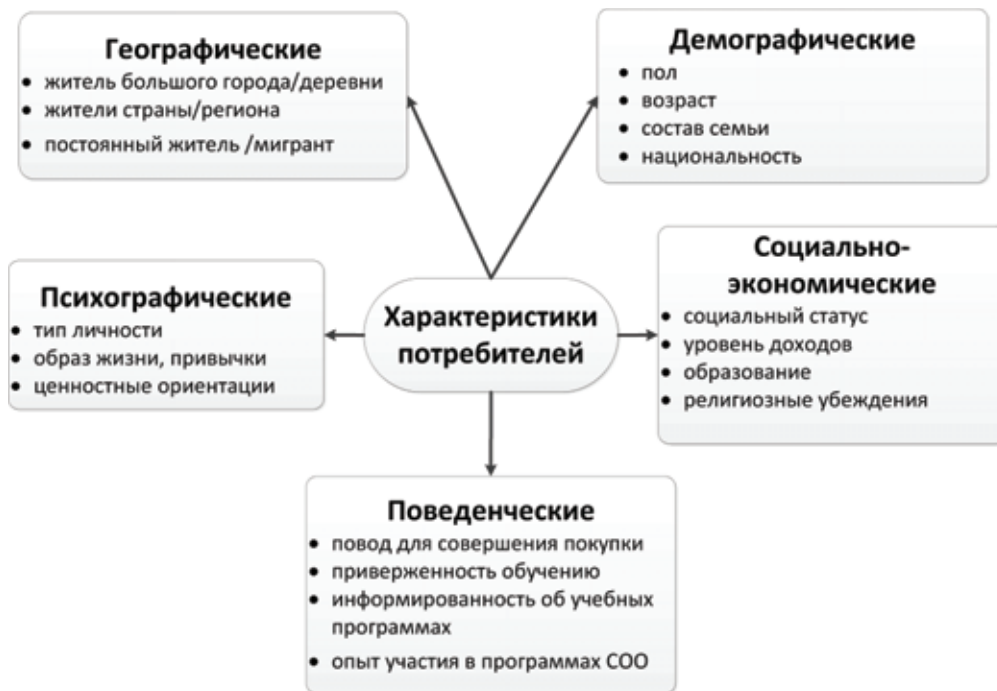 Географические
• житель большого города/деревни
• жители страны/региона
• постоянный житель /мигрант
Демографические
• пол
• возраст
• состав семьи
• национальность
Психографические
• тип личности
• образ жизни, привычки
• ценностные ориентации
Характеристики
потребителей
Социально-
экономические
• социальный статус
• уровень доходов
• образование
• религиозные убеждения
Поведенческие
• повод для совершения покупки
• приверженность обучению
• информированность об учебных
программах
• опыт участия в программах СОО